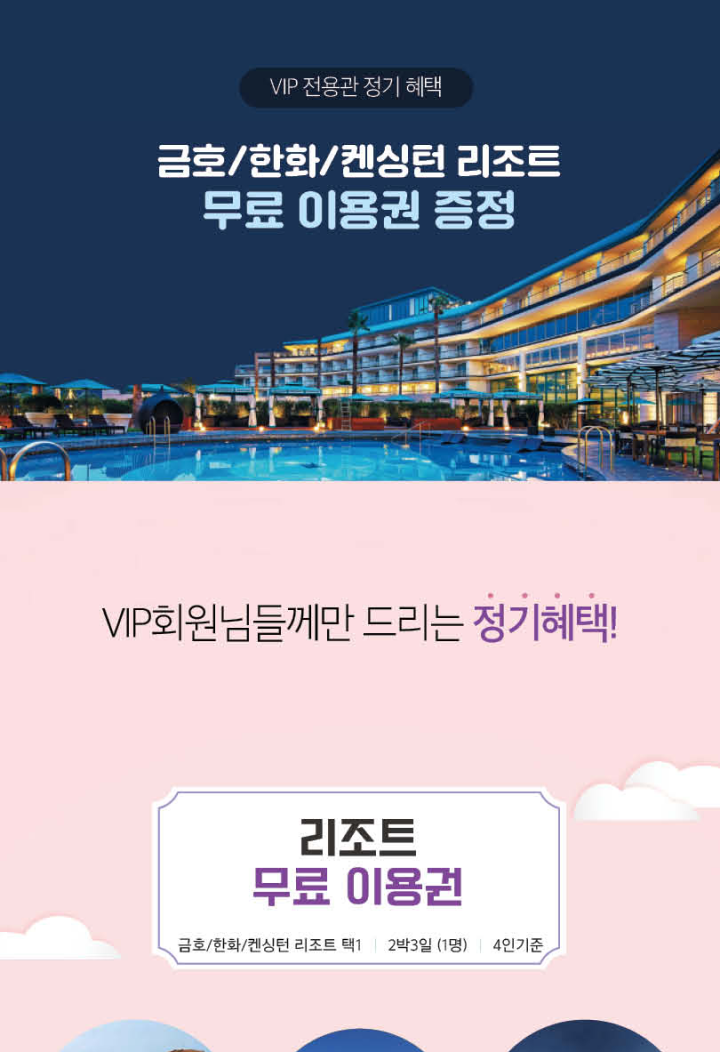 VIP 전용관 정기 혜택
금호/한화/켄싱턴 리조트
무료 이용권 증정
VIP회원님들께만 드리는 정기혜택!
리조트
무료 이용권
금호/한화/켄싱턴 리조트 택1 | 2박3일 (1명) | 4인기준